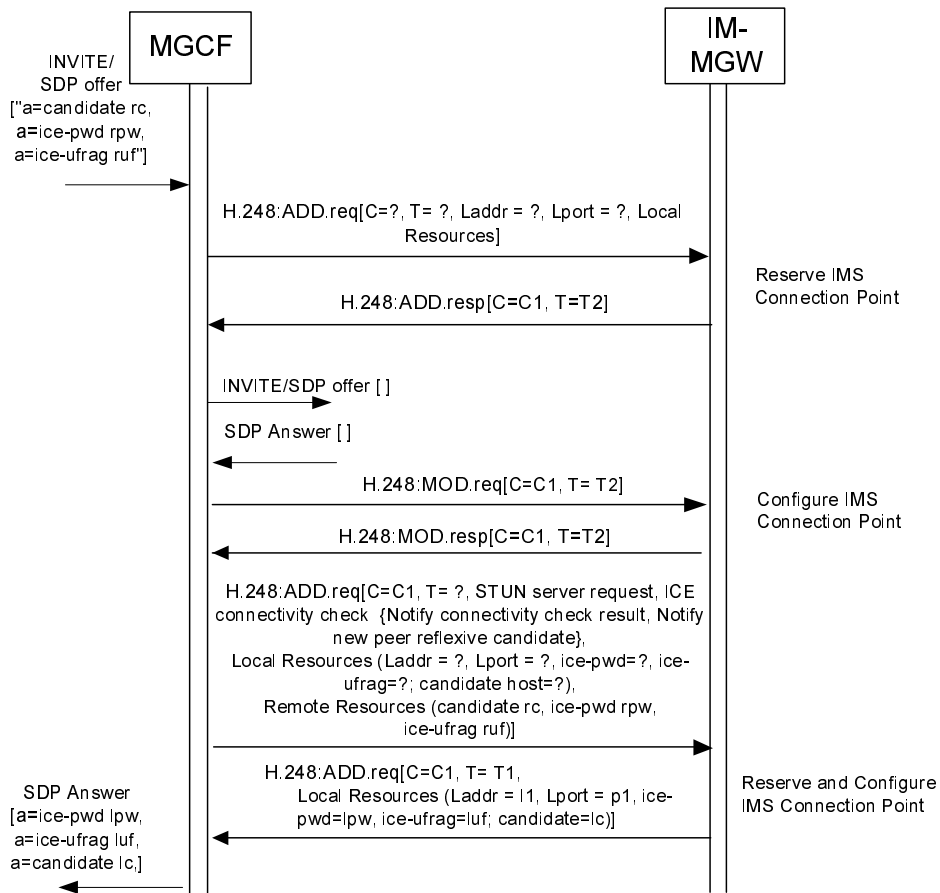 MGCF
IM-
MGW
INVITE/
SDP offer
["a=candidate rc,
a=ice-pwd rpw,
a=ice-ufrag ruf"]
H.248:ADD.req[C=?, T= ?, Laddr = ?, Lport = ?, Local
Resources]
Reserve IMS
Connection Point
H.248:ADD.resp[C=C1, T=T2]
INVITE/SDP offer [ ]
SDP Answer [ ]
H.248:MOD.req[C=C1, T= T2]
Configure IMS
Connection Point
H.248:MOD.resp[C=C1, T=T2]
H.248:ADD.req[C=C1, T= ?, STUN server request, ICE
connectivity check {Notify connectivity check result, Notify
new peer reflexive candidate},
Local Resources (Laddr = ?, Lport = ?, ice-pwd=?, ice-
ufrag=?; candidate host=?),
Remote Resources (candidate rc, ice-pwd rpw,
ice-ufrag ruf)]
H.248:ADD.req[C=C1, T= T1,
Local Resources (Laddr = l1, Lport = p1, ice-
pwd=lpw, ice-ufrag=luf; candidate=lc)]
Reserve and Configure
IMS Connection Point
SDP Answer
[a=ice-pwd lpw,
a=ice-ufrag luf,
a=candidate lc,]